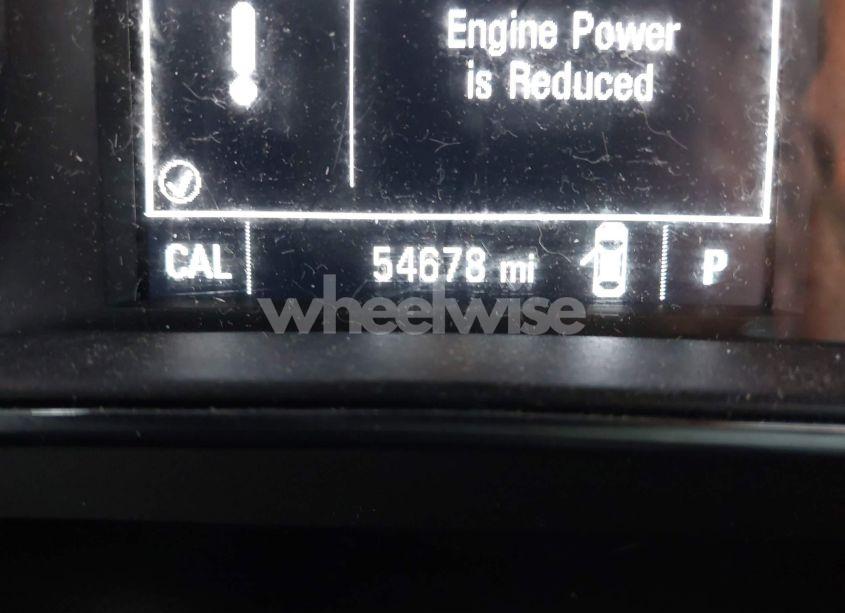 Engine Power
is Reduced
CAL 54678 mi P
wheelwise